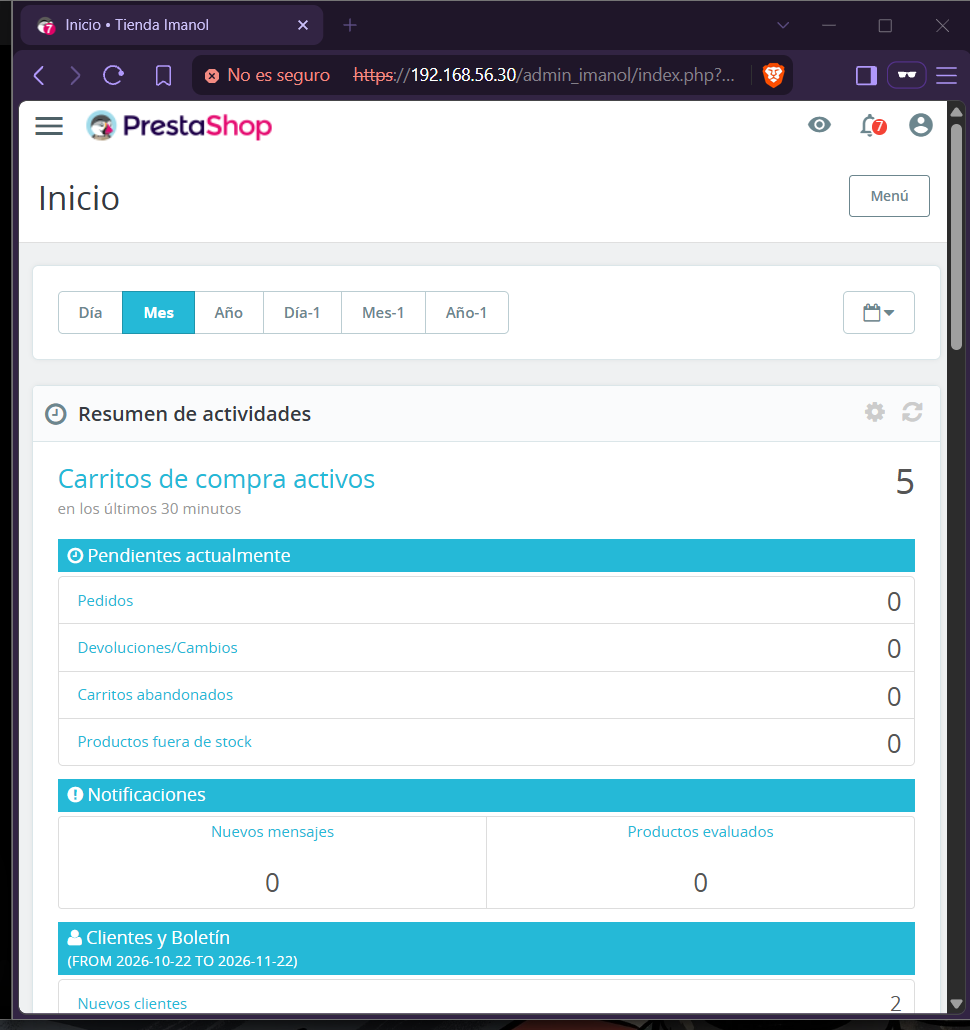 Inicio • Tienda Imanol
No es seguro https://192.168.56.30/admin_imanol/index.php?...
PrestaShop
7
Inicio
Menú
Día Mes Año Día-1 Mes-1 Año-1
Resumen de actividades
Carritos de compra activos 5
en los últimos 30 minutos
Pendientes actualmente
Pedidos 0
Devoluciones/Cambios 0
Carritos abandonados 0
Productos fuera de stock 0
Notificaciones
Nuevos mensajes Productos evaluados
0 0
Clientes y Boletín
(FROM 2026-10-22 TO 2026-11-22)
Nuevos clientes 2